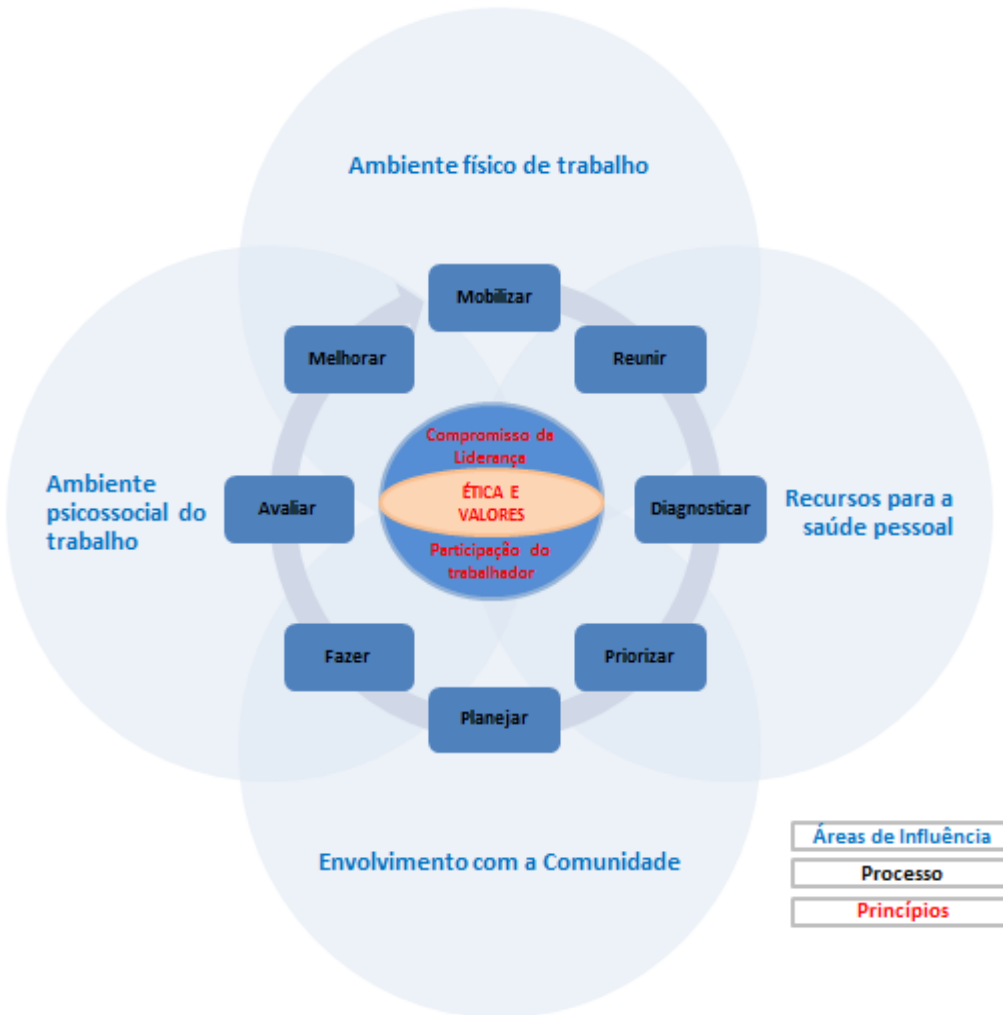 Ambiente físico de trabalho
Mobilizar
Melhorar
Reunir
Compromisso da
Liderança
Ambiente
psicossocial do
trabalho
Avaliar
ÉTICA E
VALORES
Diagnosticar
Recursos para a
saúde pessoal
Participação do
trabalhador
Fazer
Priorizar
Planejar
Envolvimento com a Comunidade
Áreas de Influência
Processo
Princípios